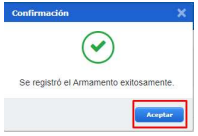 Confirmación
Se registró el Armamento exitosamente.
Aceptar